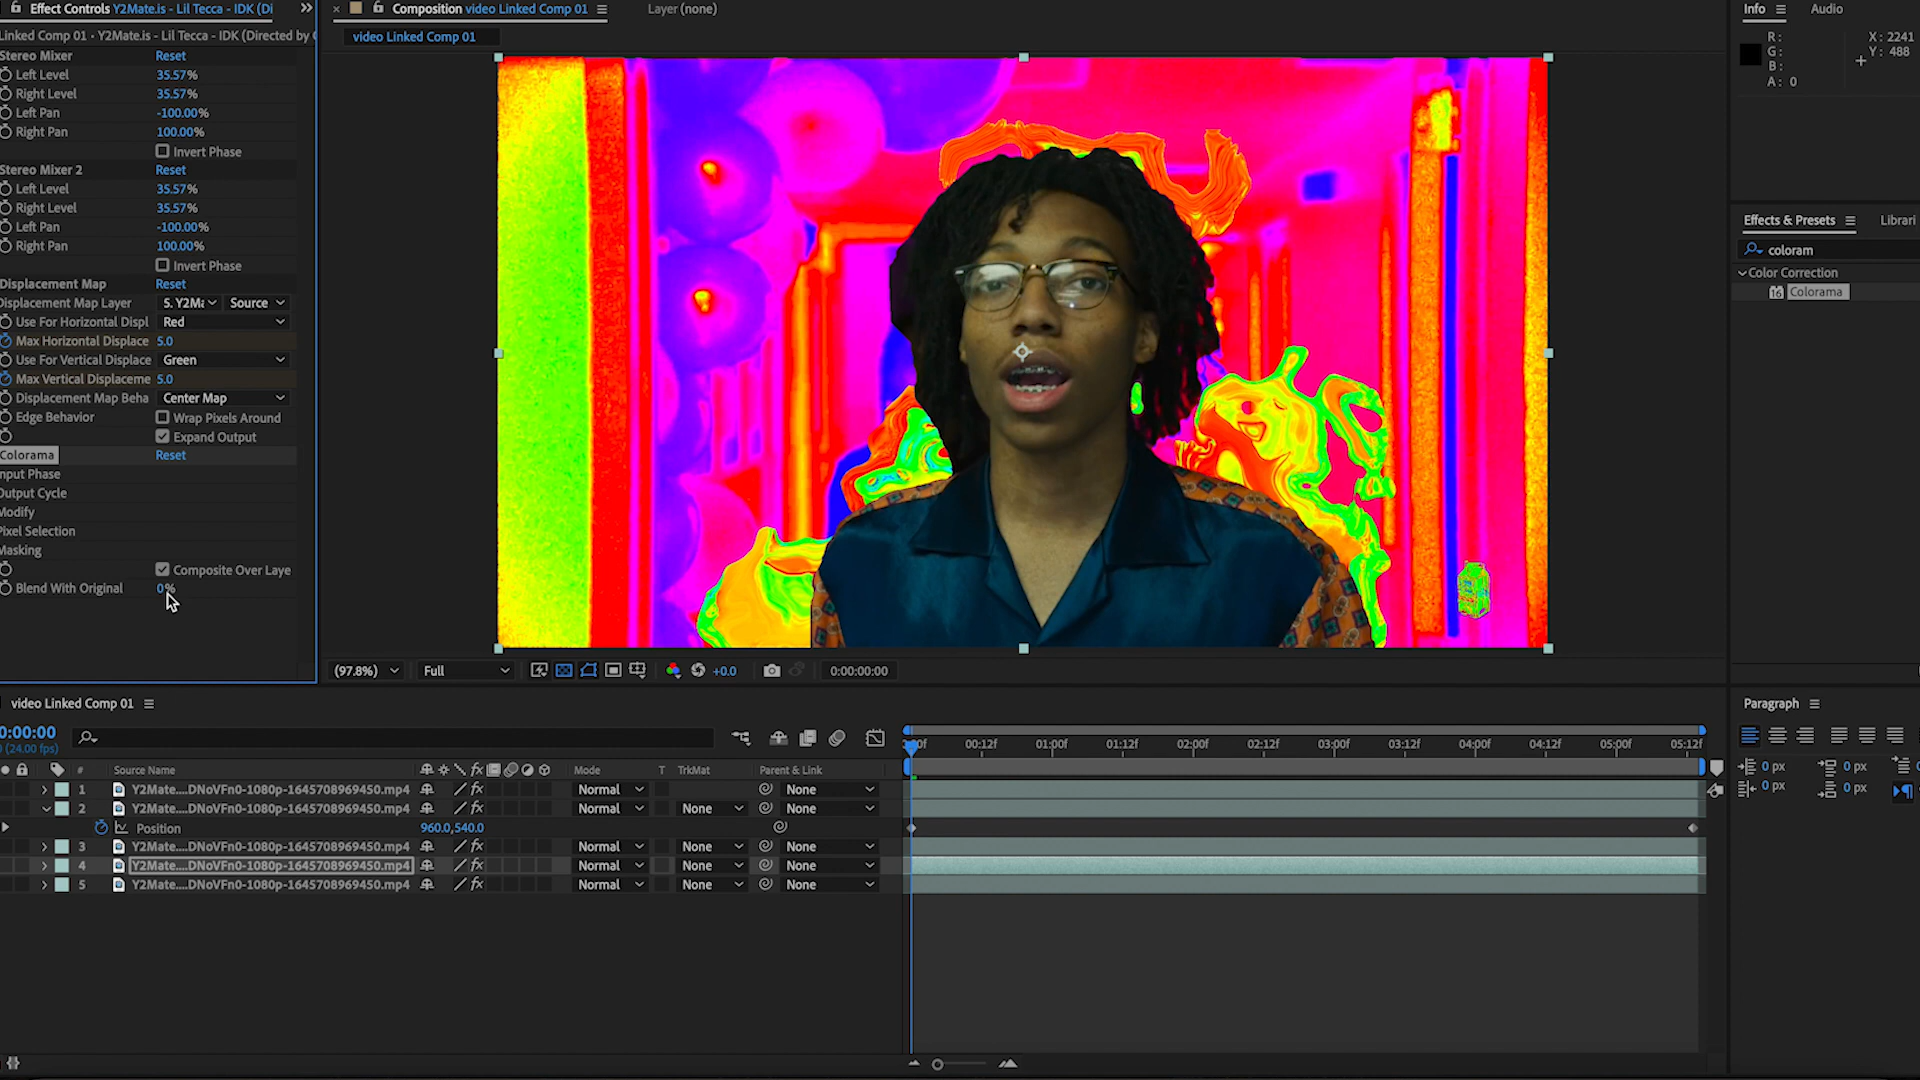 Effect Controls Y2Mate.is - Lil Tecca - IDK (Di
Linked Comp 01 · Y2Mate.is - Lil Tecca - IDK (Directed by
Stereo Mixer Reset
Left Level 35.57%
Right Level 35.57%
Left Pan -100.00%
Right Pan 100.00%
Invert Phase
Stereo Mixer 2 Reset
Left Level 35.57%
Right Level 35.57%
Left Pan -100.00%
Right Pan 100.00%
Invert Phase
Displacement Map Reset
Displacement Map Layer 5. Y2Ma Source
Use For Horizontal Displ Red
Max Horizontal Displace 5.0
Use For Vertical Displace Green
Max Vertical Displaceme 5.0
Displacement Map Beha Center Map
Edge Behavior Wrap Pixels Around
Expand Output
Colorama Reset
Input Phase
Output Cycle
Modify
Pixel Selection
Masking
Composite Over Laye
Blend With Original 0%
Composition video Linked Comp 01
Layer (none)
video Linked Comp 01
(97.8%) Full +0.0 0:00:00:00
Info Audio
R: X: 2241
G: Y: 488
B:
A: 0
Effects & Presets Librari
coloram
Color Correction
16 Colorama
video Linked Comp 01
0:00:00
(24.00 fps)
:00f 00:12f 01:00f 01:12f 02:00f 02:12f 03:00f 03:12f 04:00f 04:12f 05:00f 05:12f
# Source Name fx Mode T TrkMat Parent & Link
1 Y2Mate....DNoVFn0-1080p-1645708969450.mp4 fx Normal None
2 Y2Mate....DNoVFn0-1080p-1645708969450.mp4 Normal None None
Position 960.0,540.0
3 Y2Mate....DNoVFn0-1080p-1645708969450.mp4 fx Normal None None
4 Y2Mate....DNoVFn0-1080p-1645708969450.mp4 fx Normal None None
5 Y2Mate....DNoVFn0-1080p-1645708969450.mp4 fx Normal None None
Paragraph
0 px 0 px
0 px 0 px